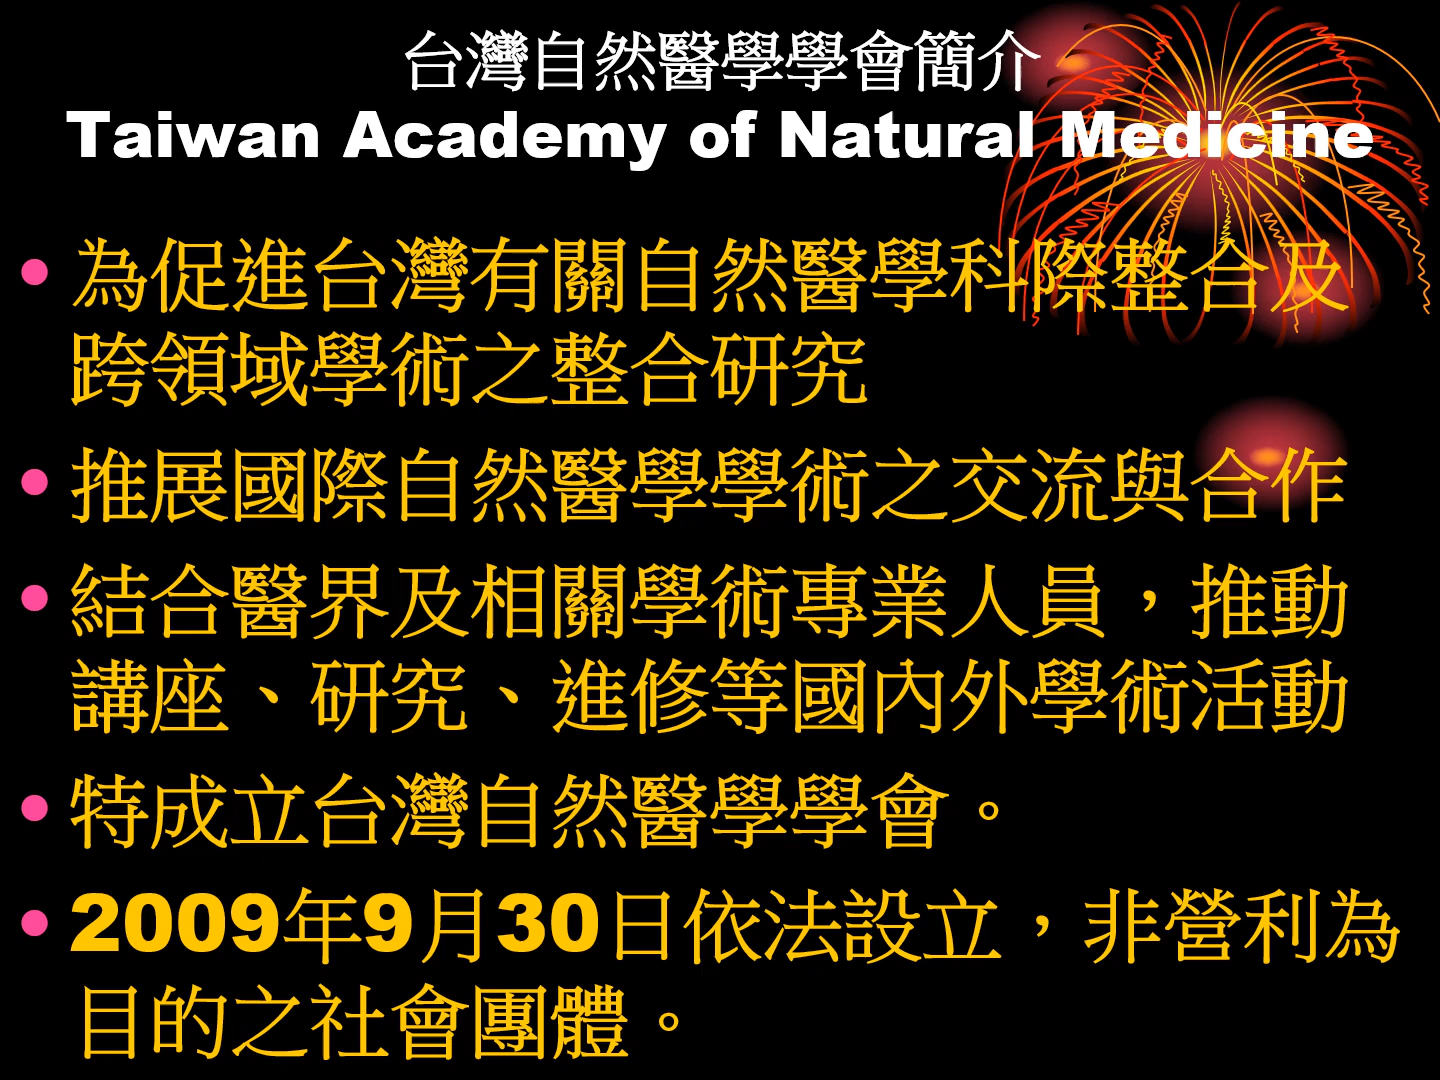 台灣自然醫學學會簡介
Taiwan Academy of Natural Medicine
• 為促進台灣有關自然醫學科際整合及
跨領域學術之整合研究
• 推展國際自然醫學學術之交流與合作
• 結合醫界及相關學術專業人員，推動
講座、研究、進修等國內外學術活動
• 特成立台灣自然醫學學會。
• 2009年9月30日依法設立，非營利為
目的之社會團體。